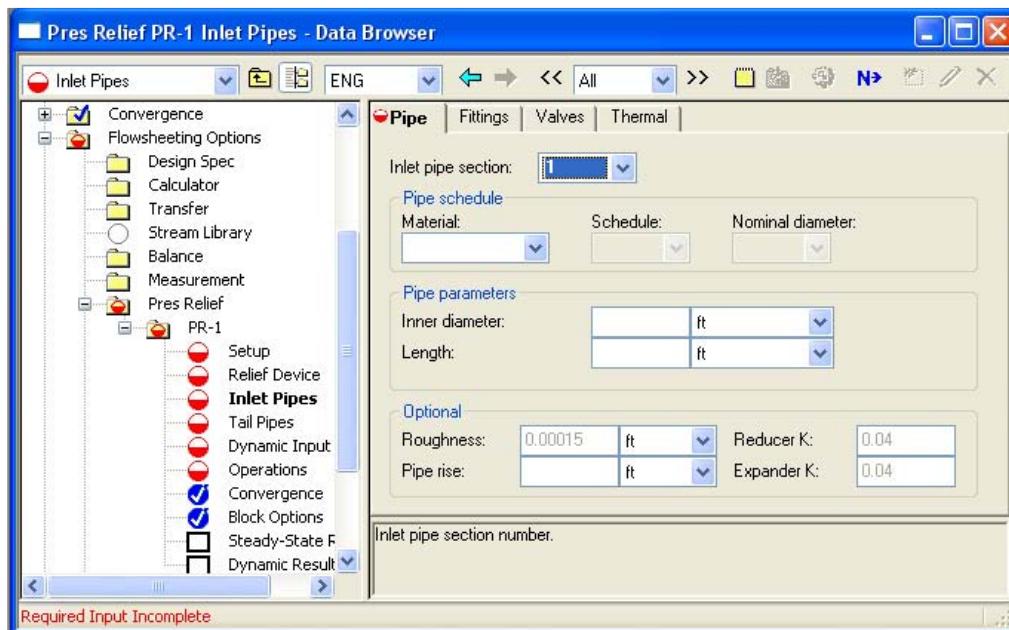 Pres Relief PR-1 Inlet Pipes - Data Browser
Inlet Pipes ENG << All >> N
Convergence
Flowsheeting Options
Design Spec
Calculator
Transfer
Stream Library
Balance
Measurement
Pres Relief
PR-1
Setup
Relief Device
Inlet Pipes
Tail Pipes
Dynamic Input
Operations
Convergence
Block Options
Steady-State R
Dynamic Result
Pipe Fittings Valves Thermal
Inlet pipe section: 1
Pipe schedule
Material: Schedule: Nominal diameter:
Pipe parameters
Inner diameter: ft
Length: ft
Optional
Roughness: 0.00015 ft Reducer K: 0.04
Pipe rise: ft Expander K: 0.04
Inlet pipe section number.
Required Input Incomplete